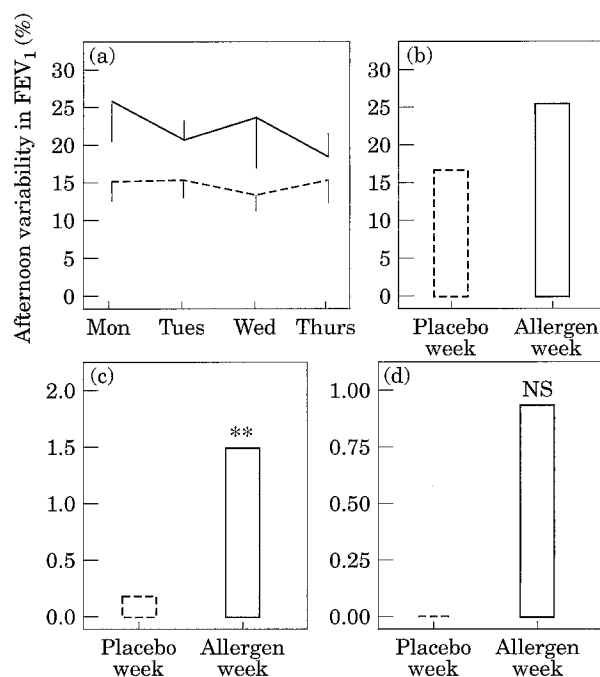 Afternoon variability in FEV1 (%)
(a)
30
25
20
15
10
5
0
Mon Tues Wed Thurs
(b)
30
25
20
15
10
5
0
Placebo week
Allergen week
(c)
2.0
1.5
1.0
0.5
0.0
**
Placebo week
Allergen week
(d)
1.00
0.75
0.50
0.25
0.00
NS
Placebo week
Allergen week